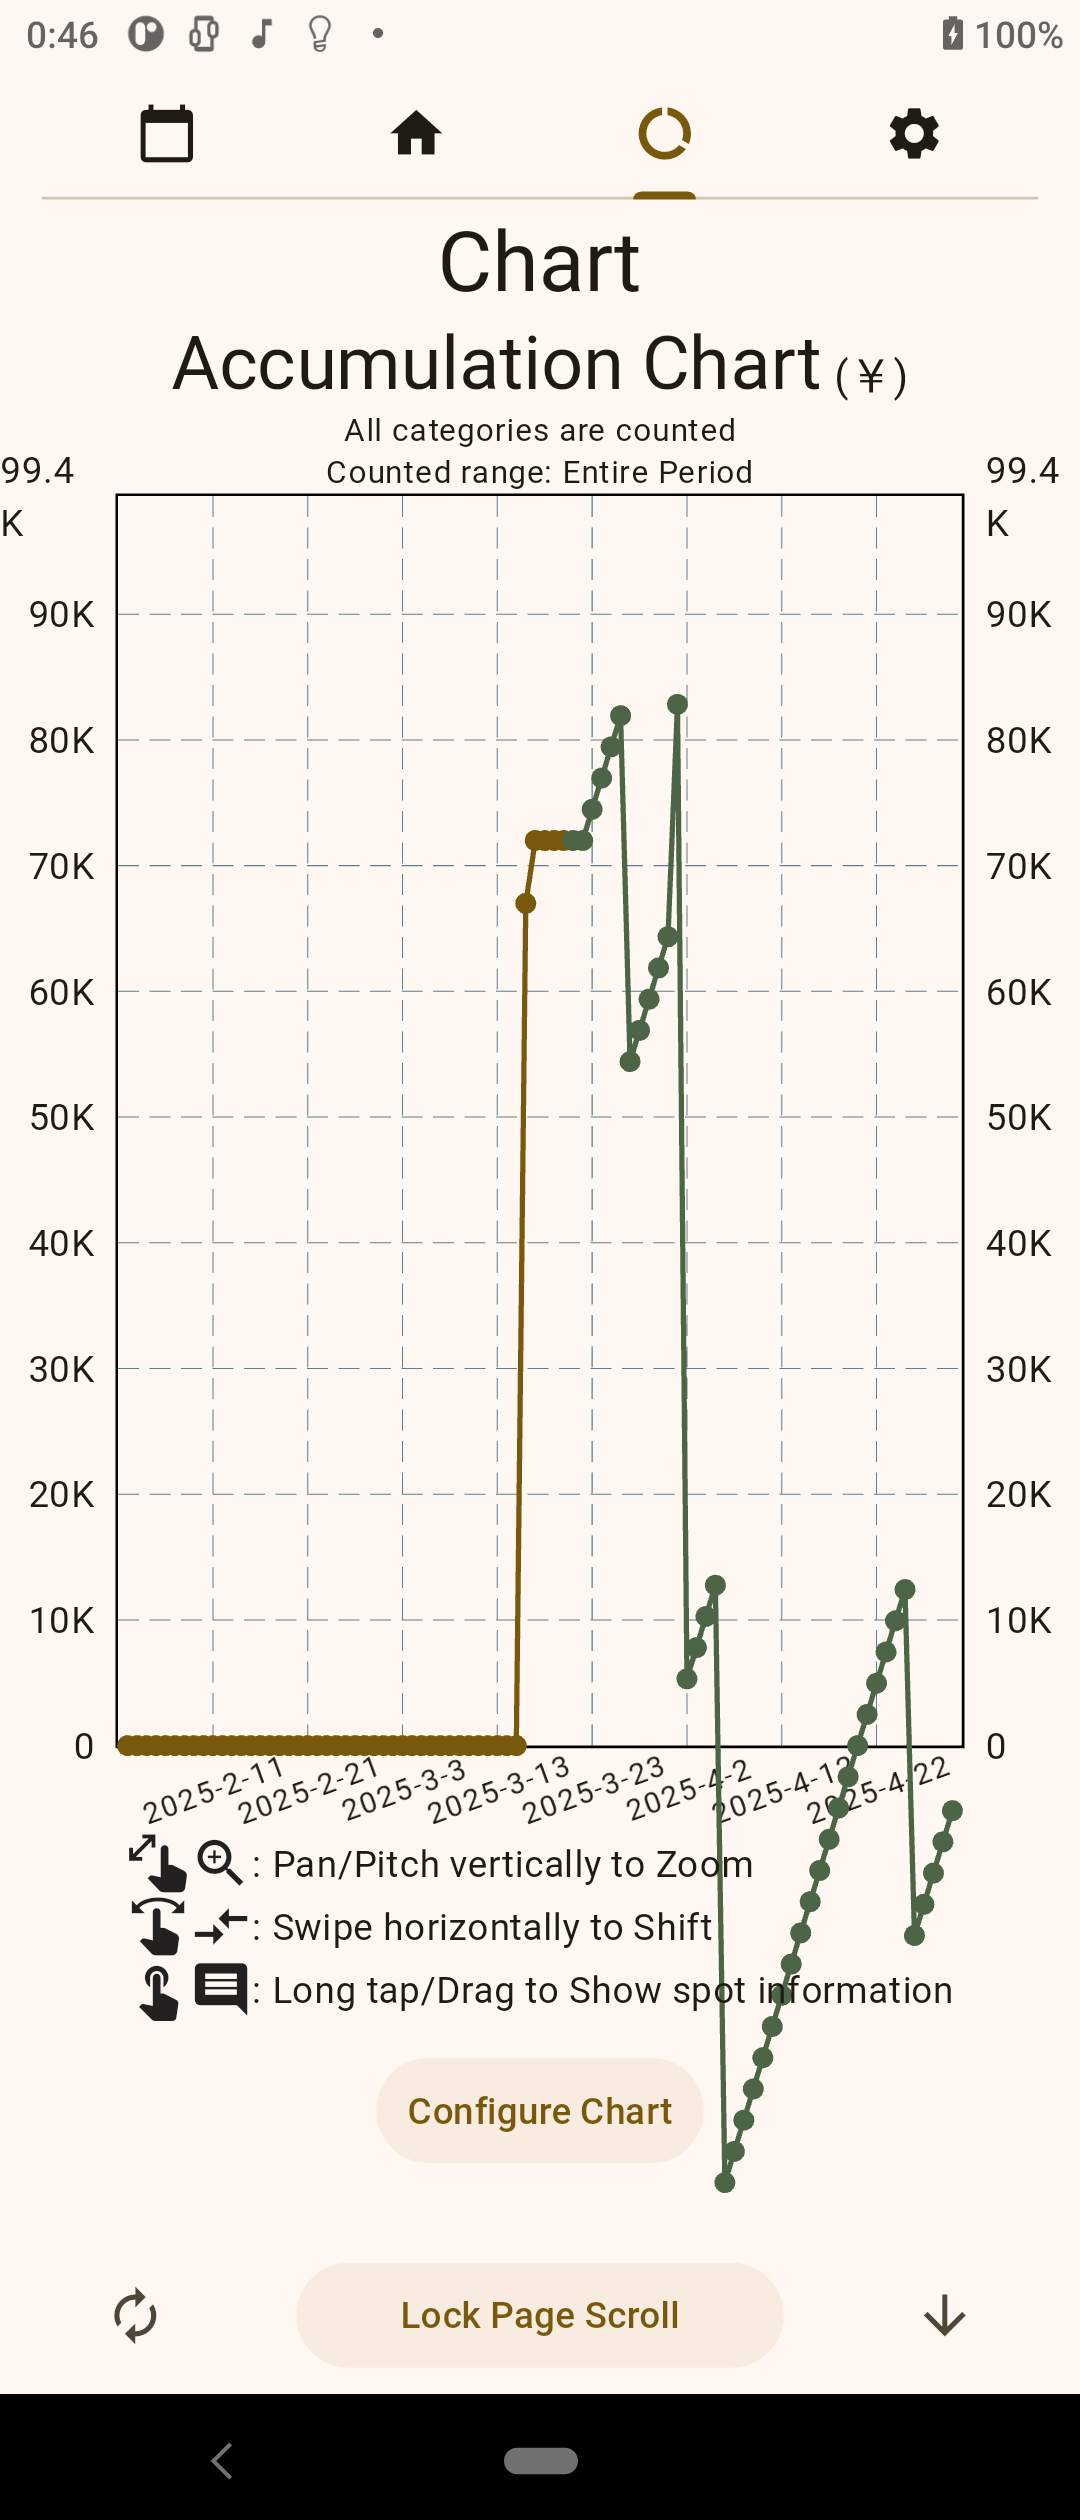 0:46 100%
Chart
Accumulation Chart (¥)
All categories are counted
Counted range: Entire Period
99.4
K
99.4
K
90K 90K
80K 80K
70K 70K
60K 60K
50K 50K
40K 40K
30K 30K
20K 20K
10K 10K
0 0
2025-2-11 2025-2-21 2025-3-3 2025-3-13 2025-3-23 2025-4-2 2025-4-12 2025-4-22
: Pan/Pitch vertically to Zoom
: Swipe horizontally to Shift
: Long tap/Drag to Show spot information
Configure Chart
Lock Page Scroll